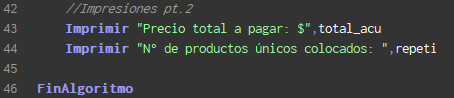 42 //Impresiones pt.2
43 Imprimir "Precio total a pagar: $",total_acu
44 Imprimir "N° de productos únicos colocados: ",repeti
45
46 FinAlgoritmo